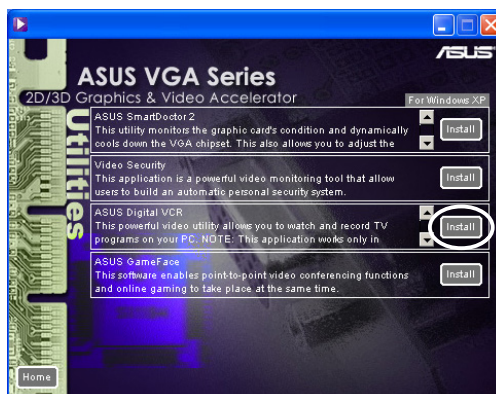 ASUS
ASUS VGA Series
2D/3D Graphics & Video Accelerator
For Windows XP
Utilities
ASUS SmartDoctor 2
This utility monitors the graphic card's condition and dynamically
cools down the VGA chipset. This also allows you to adjust the
Install
Video Security
This application is a powerful video monitoring tool that allow
users to build an automatic personal security system.
Install
ASUS Digital VCR
This powerful video utility allows you to watch and record TV
programs on your PC. NOTE: This application works only in
Install
ASUS GameFace
This software enables point-to-point video conferencing functions
and online gaming to take place at the same time.
Install
Home